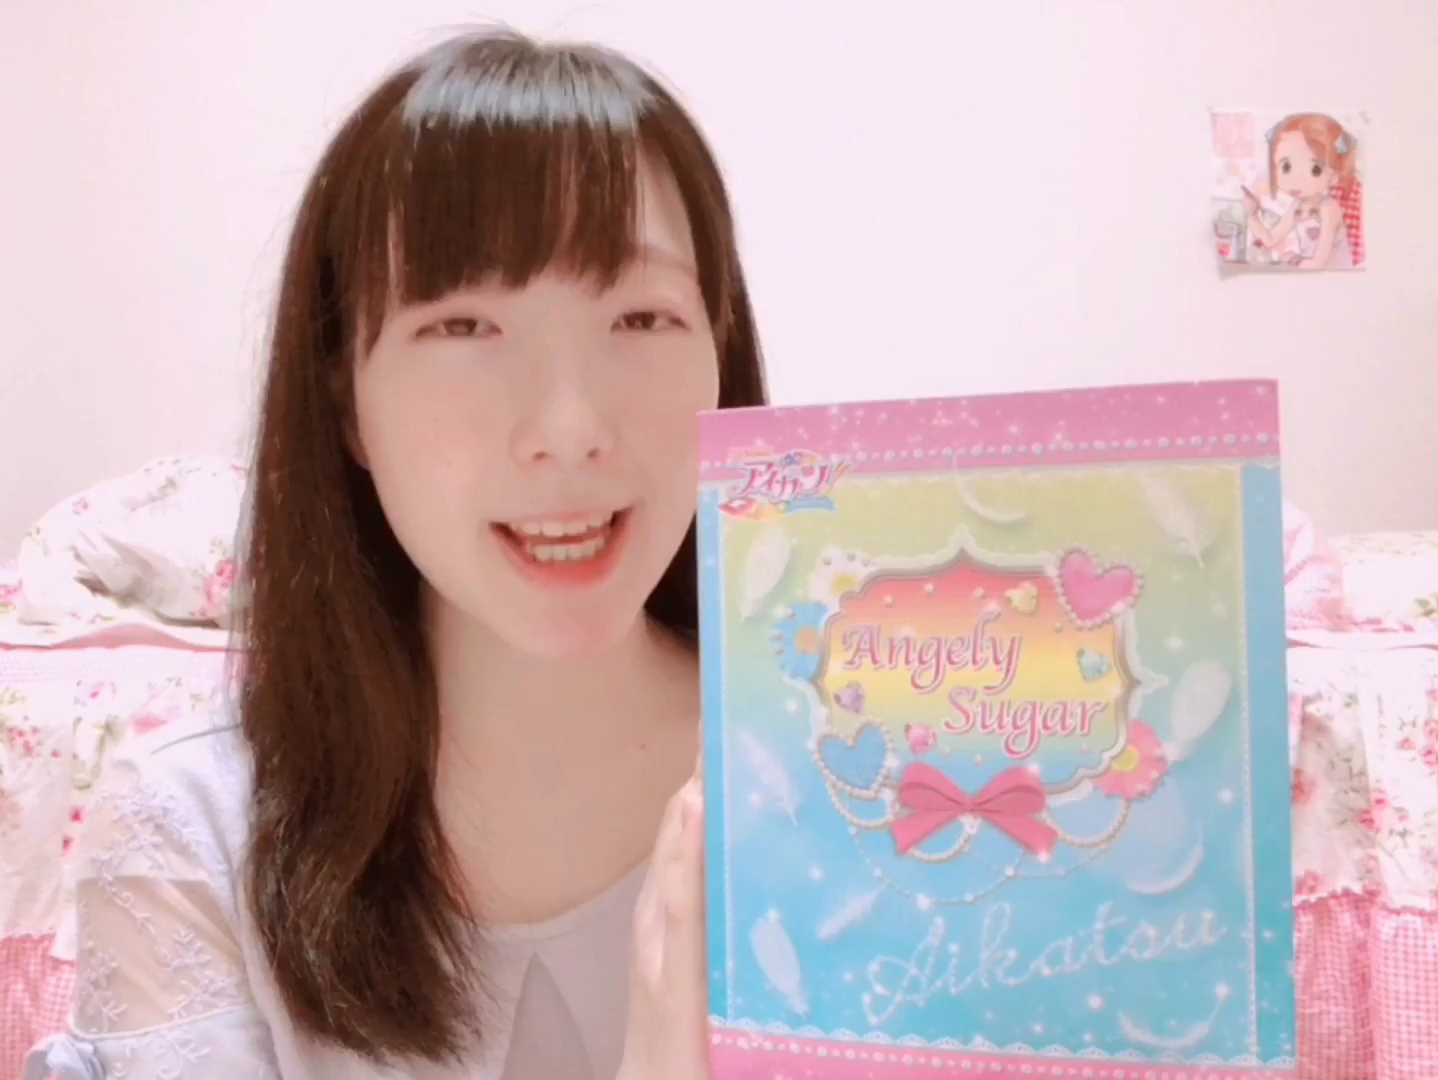 アイカツ!
Angely
Sugar
Aikatsu